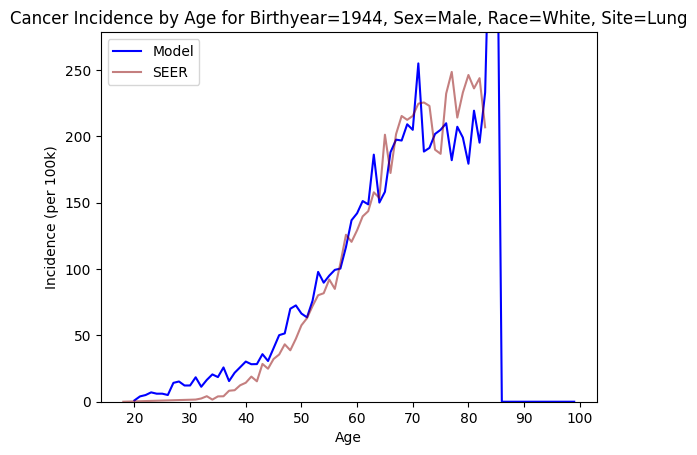 Cancer Incidence by Age for Birthyear=1944, Sex=Male, Race=White, Site=Lung
Model
SEER
Incidence (per 100k)
250
200
150
100
50
0
20 30 40 50 60 70 80 90 100
Age